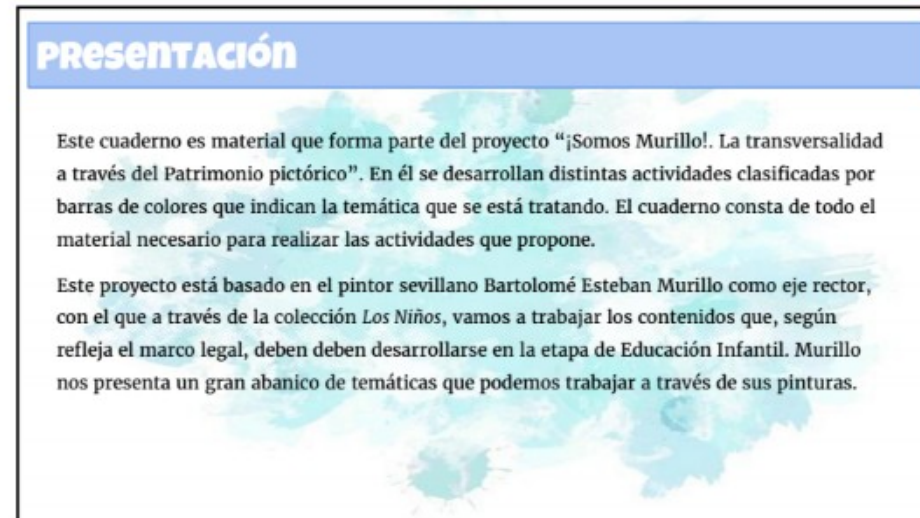 Presentación
Este cuaderno es material que forma parte del proyecto “¡Somos Murillo!. La transversalidad
a través del Patrimonio pictórico”. En él se desarrollan distintas actividades clasificadas por
barras de colores que indican la temática que se está tratando. El cuaderno consta de todo el
material necesario para realizar las actividades que propone.
Este proyecto está basado en el pintor sevillano Bartolomé Esteban Murillo como eje rector,
con el que a través de la colección Los Niños, vamos a trabajar los contenidos que, según
refleja el marco legal, deben deben desarrollarse en la etapa de Educación Infantil. Murillo
nos presenta un gran abanico de temáticas que podemos trabajar a través de sus pinturas.